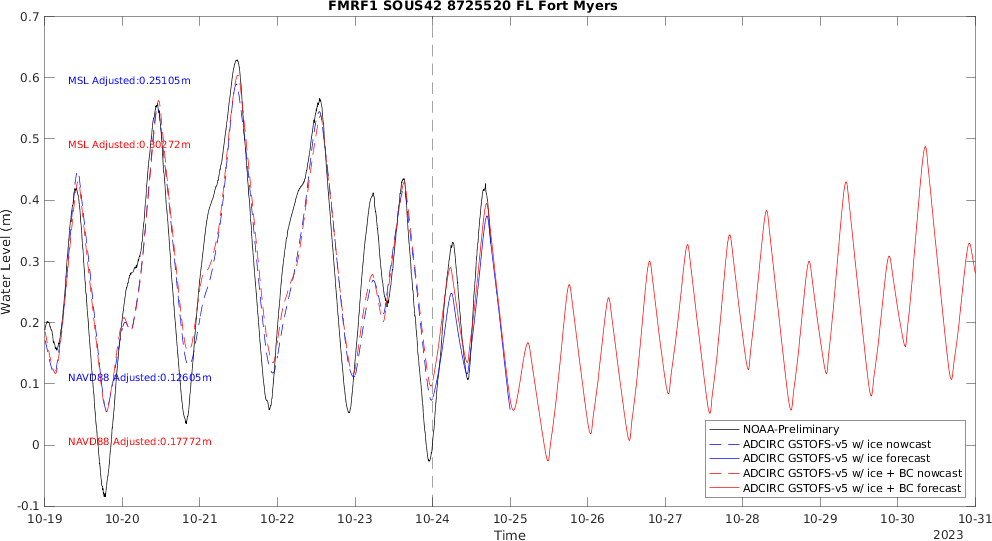 FMRF1 SOUS42 8725520 FL Fort Myers
0.7
0.6
0.5
0.4
0.3
0.2
0.1
0
-0.1
Water Level (m)
MSL Adjusted:0.25105m
MSL Adjusted:0.30272m
NAVD88 Adjusted:0.12605m
NAVD88 Adjusted:0.17772m
NOAA-Preliminary
ADCIRC GSTOFS-v5 w/ ice nowcast
ADCIRC GSTOFS-v5 w/ ice forecast
ADCIRC GSTOFS-v5 w/ ice + BC nowcast
ADCIRC GSTOFS-v5 w/ ice + BC forecast
10-19 10-20 10-21 10-22 10-23 10-24 10-25 10-26 10-27 10-28 10-29 10-30 10-31
Time
2023